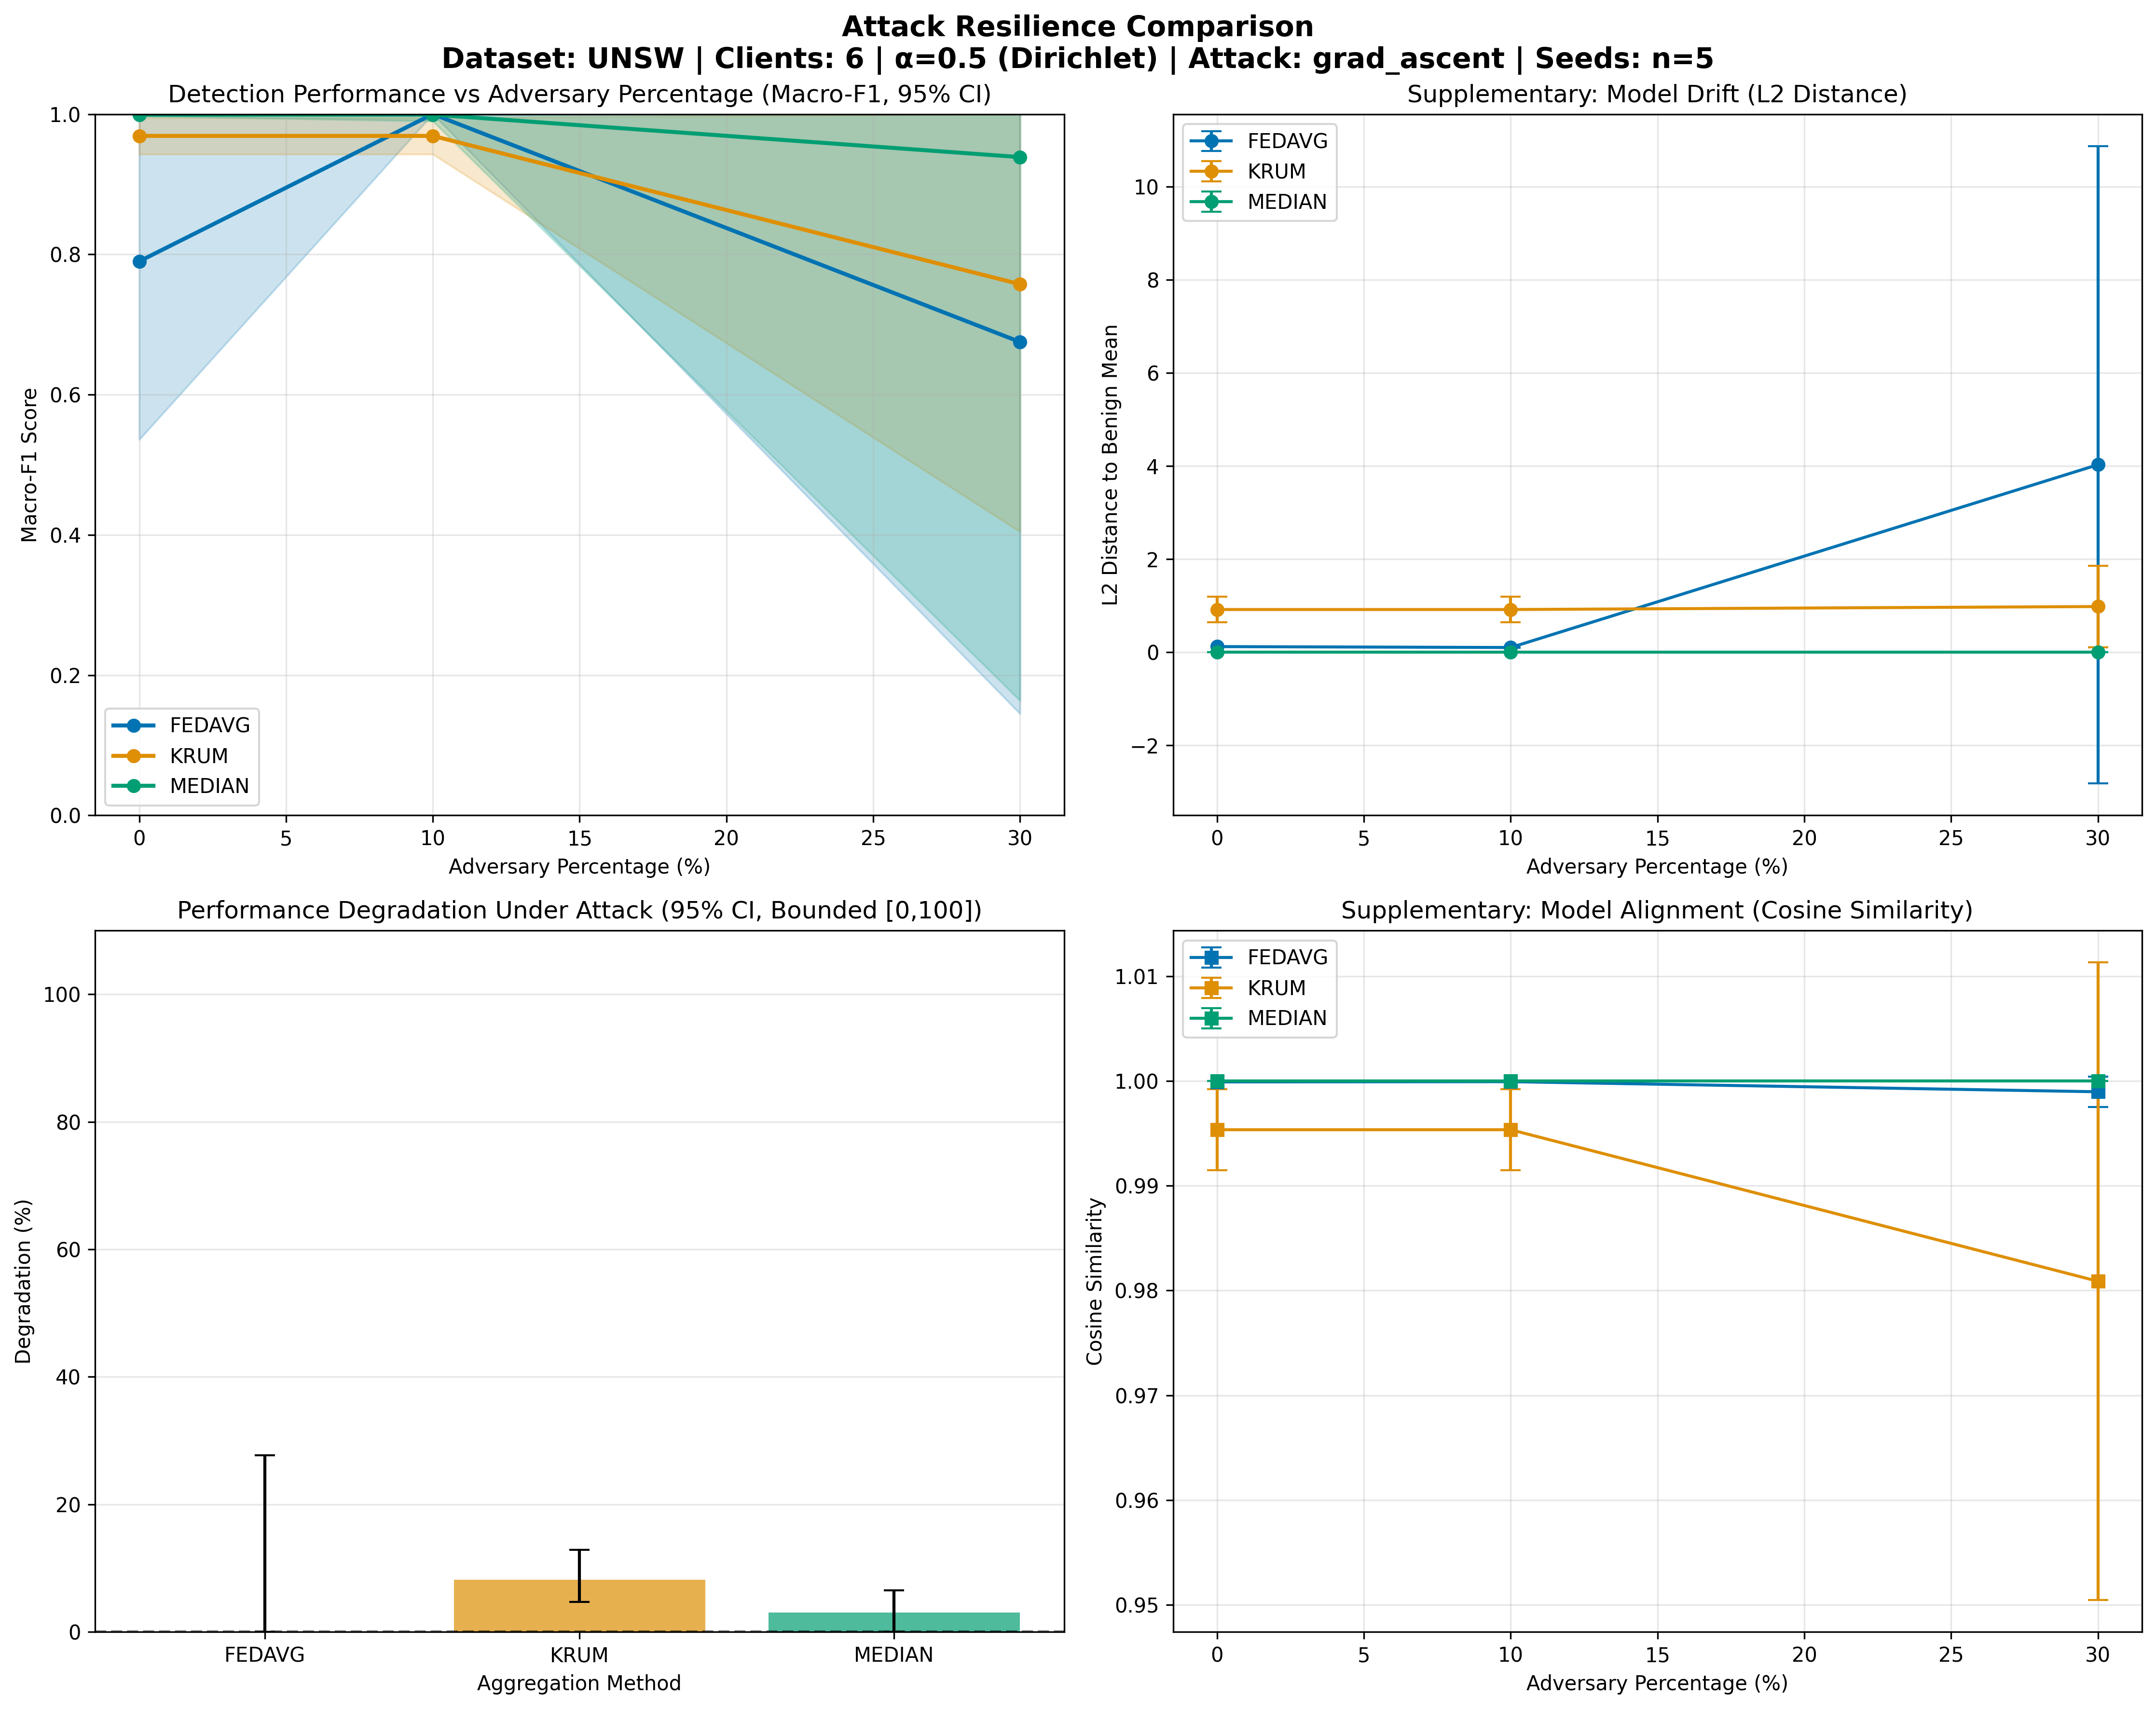 Attack Resilience Comparison
Dataset: UNSW | Clients: 6 | α=0.5 (Dirichlet) | Attack: grad_ascent | Seeds: n=5
Detection Performance vs Adversary Percentage (Macro-F1, 95% CI)
1.0
0.8
0.6
0.4
0.2
0.0
Macro-F1 Score
FEDAVG
KRUM
MEDIAN
0 5 10 15 20 25 30
Adversary Percentage (%)
Supplementary: Model Drift (L2 Distance)
FEDAVG
KRUM
MEDIAN
10
8
6
4
2
0
−2
L2 Distance to Benign Mean
0 5 10 15 20 25 30
Adversary Percentage (%)
Performance Degradation Under Attack (95% CI, Bounded [0,100])
100
80
60
40
20
0
Degradation (%)
FEDAVG KRUM MEDIAN
Aggregation Method
Supplementary: Model Alignment (Cosine Similarity)
FEDAVG
KRUM
MEDIAN
1.01
1.00
0.99
0.98
0.97
0.96
0.95
Cosine Similarity
0 5 10 15 20 25 30
Adversary Percentage (%)